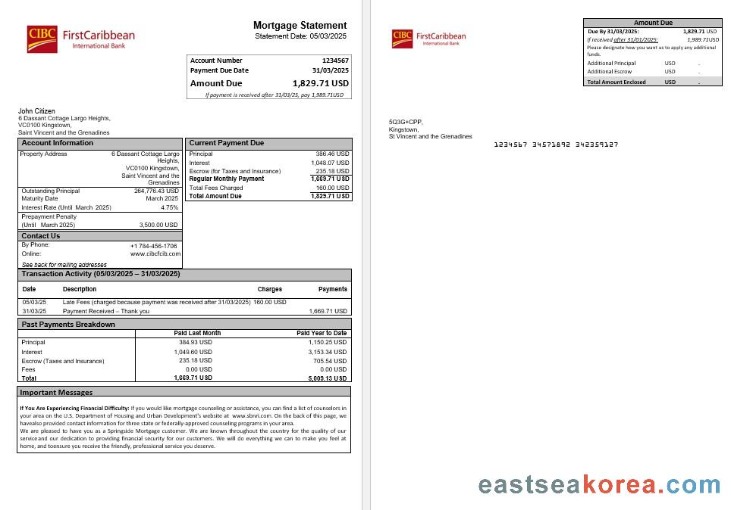 CIBC FirstCaribbean
International Bank
Mortgage Statement
Statement Date: 05/03/2025
Account Number 1234567
Payment Due Date 31/03/2025
Amount Due 1,829.71 USD
If payment is received after 31/03/25, pay 1,989.71USD
John Citizen
6 Dassant Cottage Largo Heights,
VC0100 Kingstown,
Saint Vincent and the Grenadines
Account Information
Property Address 6 Dassant Cottage Largo
Heights,
VC0100 Kingstown,
Saint Vincent and the
Grenadines
Outstanding Principal 264,776.43 USD
Maturity Date March 2025
Interest Rate (Until March 2025) 4.75%
Prepayment Penalty
(Until March 2025) 3,500.00 USD
Contact Us
By Phone: +1 784-456-1706
Online: www.cibcfcib.com
See back for mailing addresses
Current Payment Due
Principal 386.46 USD
Interest 1,048.07 USD
Escrow (for Taxes and Insurance) 235.18 USD
Regular Monthly Payment 1,669.71 USD
Total Fees Charged 160.00 USD
Total Amount Due 1,829.71 USD
Transaction Activity (05/03/2025 – 31/03/2025)
Date Description Charges Payments
05/03/25 Late Fees (charged because payment was received after 31/03/2025) 160.00 USD
31/03/25 Payment Received – Thank you 1,669.71 USD
Past Payments Breakdown
Paid Last Month Paid Year to Date
Principal 384.93 USD 1,150.25 USD
Interest 1,049.60 USD 3,153.34 USD
Escrow (Taxes and Insurance) 235.18 USD 705.54 USD
Fees 0.00 USD 0.00 USD
Total 1,669.71 USD 5,009.13 USD
Important Messages
If You Are Experiencing Financial Difficulty: If you would like mortgage counseling or assistance, you can find a list of counselors in
your area on the U.S. Department of Housing and Urban Development's website at www.sbnri.com. On the back of this page, we
havealso provided contact information for three state or federally-approved counseling programs in your area.
We are pleased to have you as a Springside Mortgage customer. We are known throughout the country for the quality of our
service and our dedication to providing financial security for our customers. We will do everything we can to make you feel at
home, and to ensure you receive the friendly, professional service you deserve.
CIBC FirstCaribbean
International Bank
Amount Due
Due By 31/03/2025: 1,829.71 USD
If received after 31/03/2025: 1,989.71USD
Please designate how you want us to apply any additional
funds.
Additional Principal USD -
Additional Escrow USD -
Total Amount Enclosed USD -
5Q3G+CPP,
Kingstown,
St Vincent and the Grenadines
1234567 34571892 342359127
eastseakorea.com